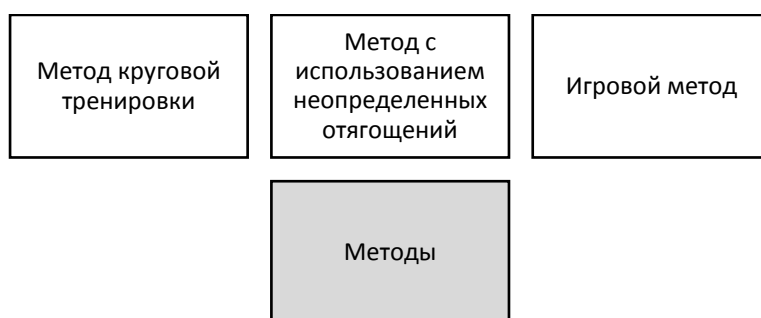 Метод круговой
тренировки
Метод с
использованием
неопределенных
отягощений
Игровой метод
Методы